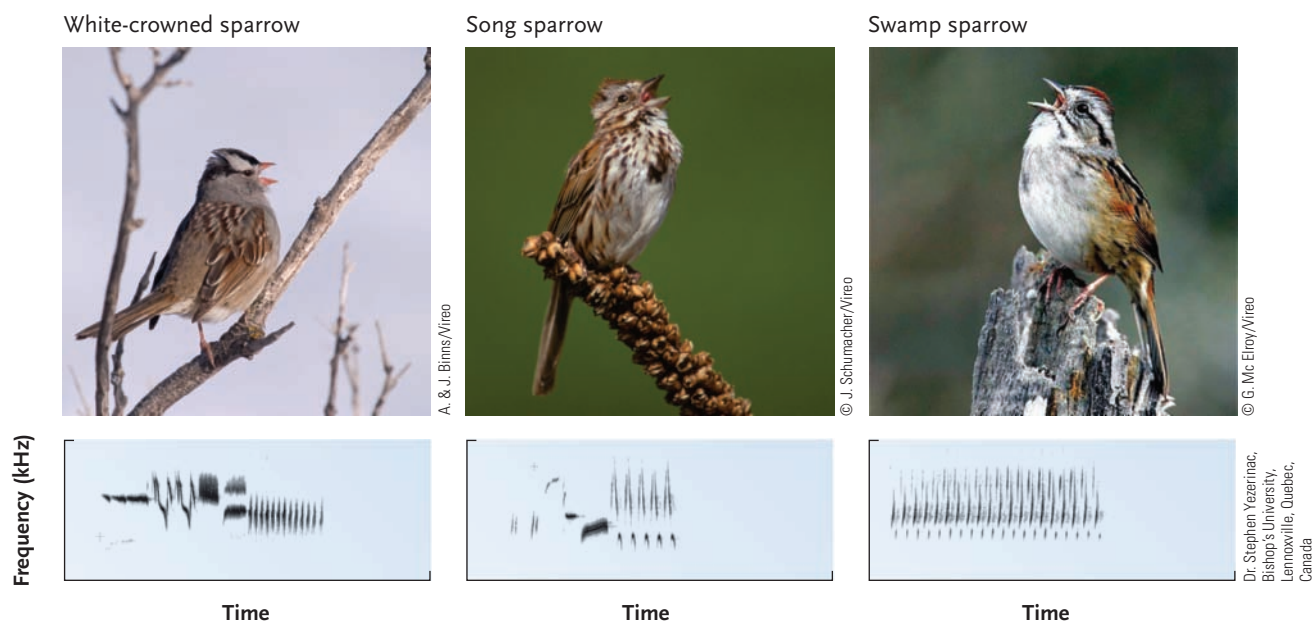 White-crowned sparrow
Song sparrow
Swamp sparrow
A. & J. Binns/Vireo
© J. Schumacher/Vireo
© G. Mc Elroy/Vireo
Frequency (kHz)
Dr. Stephen Yezerinac,
Bishop's University,
Lennoxville, Quebec,
Canada
Time
Time
Time